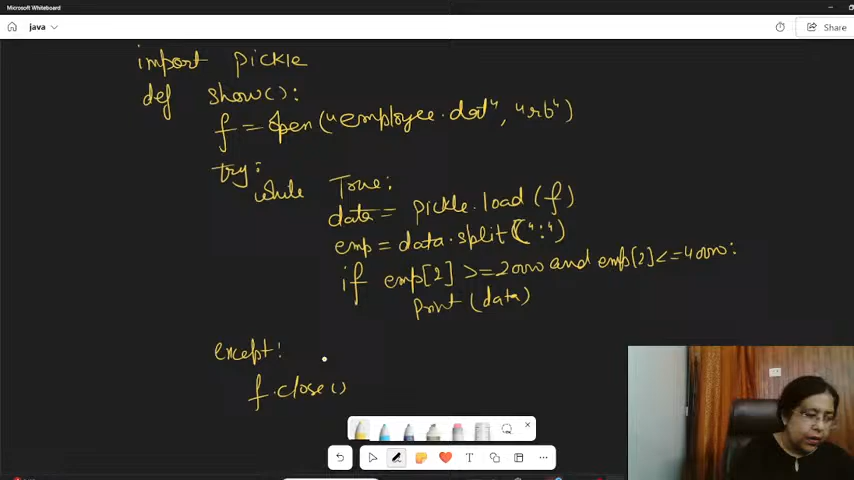 Microsoft Whiteboard
java
Share
import pickle
def show():
f = open("employee.dat", "rb")
try:
while True:
data = pickle.load(f)
emp = data.split(":")
if emp[2] >=20000 and emp[2]<=40000:
print(data)
except:
f.close()